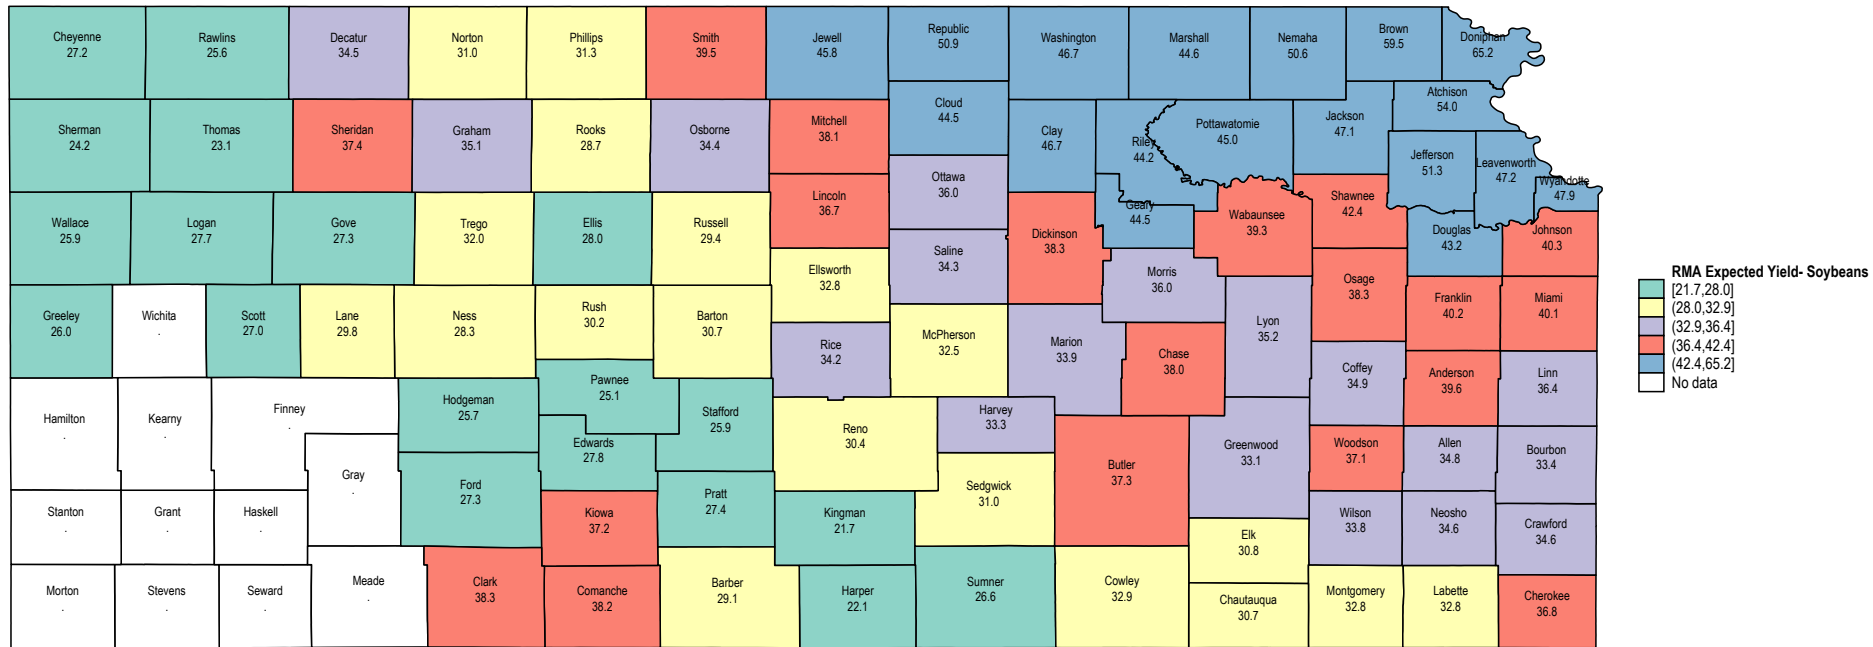 Cheyenne
27.2
Rawlins
25.6
Decatur
34.5
Norton
31.0
Phillips
31.3
Smith
39.5
Jewell
45.8
Republic
50.9
Washington
46.7
Marshall
44.6
Nemaha
50.6
Brown
59.5
Doniphan
65.2
Sherman
24.2
Thomas
23.1
Sheridan
37.4
Graham
35.1
Rooks
28.7
Osborne
34.4
Mitchell
38.1
Cloud
44.5
Clay
46.7
Riley
44.2
Pottawatomie
45.0
Jackson
47.1
Atchison
54.0
Jefferson
51.3
Leavenworth
47.2
Wyandotte
47.9
Ottawa
36.0
Lincoln
36.7
Wallace
25.9
Logan
27.7
Gove
27.3
Trego
32.0
Ellis
28.0
Russell
29.4
Saline
34.3
Dickinson
38.3
Geary
44.5
Wabaunsee
39.3
Shawnee
42.4
Douglas
43.2
Johnson
40.3
Ellsworth
32.8
Morris
36.0
Osage
38.3
Franklin
40.2
Miami
40.1
Greeley
26.0
Wichita
.
Scott
27.0
Lane
29.8
Ness
28.3
Rush
30.2
Barton
30.7
Rice
34.2
McPherson
32.5
Marion
33.9
Chase
38.0
Lyon
35.2
Coffey
34.9
Anderson
39.6
Linn
36.4
Hamilton
.
Kearny
.
Finney
.
Hodgeman
25.7
Pawnee
25.1
Stafford
25.9
Edwards
27.8
Reno
30.4
Harvey
33.3
Butler
37.3
Greenwood
33.1
Woodson
37.1
Allen
34.8
Bourbon
33.4
Gray
.
Ford
27.3
Kiowa
37.2
Pratt
27.4
Kingman
21.7
Sedgwick
31.0
Elk
30.8
Wilson
33.8
Neosho
34.6
Crawford
34.6
Stanton
.
Grant
.
Haskell
.
Morton
.
Stevens
.
Seward
.
Meade
.
Clark
38.3
Comanche
38.2
Barber
29.1
Harper
22.1
Sumner
26.6
Cowley
32.9
Chautauqua
30.7
Montgomery
32.8
Labette
32.8
Cherokee
36.8
RMA Expected Yield- Soybeans
[21.7,28.0]
(28.0,32.9]
(32.9,36.4]
(36.4,42.4]
(42.4,65.2]
No data